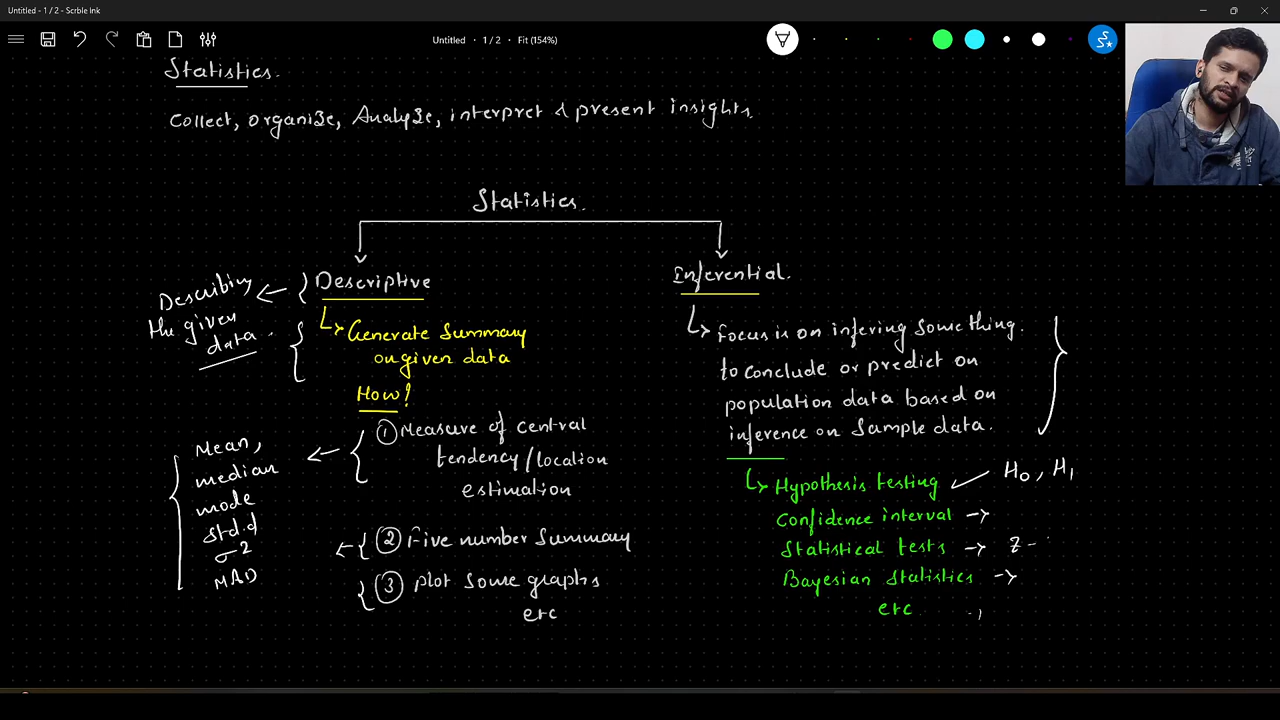 Untitled - 1 / 2 - Scrble Ink
Untitled • 1 / 2 • Fit (154%)
Statistics.
Collect, organize, Analyze, interpret & present insights.
Statistics.
Descriptive
Describing
the given
data.
Generate summary
on given data
How?
① Measure of central
tendency/location
estimation
Mean,
median
mode
std.d
σ²
MAD
② Five number summary
③ plot some graphs
etc
Inferential.
Focus is on infering something.
to conclude or predict on
population data based on
inference on sample data.
Hypothesis testing
H₀, H₁
Confidence interval
Statistical tests → Z-
Bayesian statistics
etc